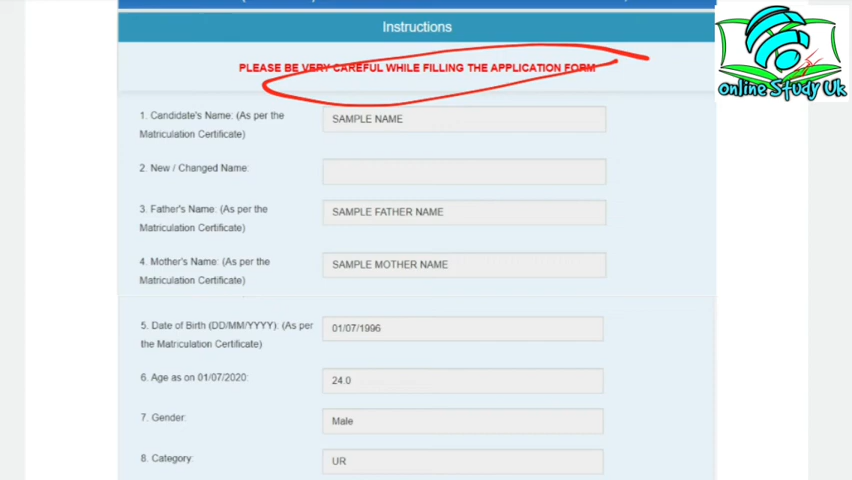 Instructions
PLEASE BE VERY CAREFUL WHILE FILLING THE APPLICATION FORM
online Study Uk
1. Candidate's Name: (As per the
Matriculation Certificate)
SAMPLE NAME
2. New / Changed Name:
3. Father's Name: (As per the
Matriculation Certificate)
SAMPLE FATHER NAME
4. Mother's Name: (As per the
Matriculation Certificate)
SAMPLE MOTHER NAME
5. Date of Birth (DD/MM/YYYY): (As per
the Matriculation Certificate)
01/07/1996
6. Age as on 01/07/2020:
24.0
7. Gender:
Male
8. Category:
UR